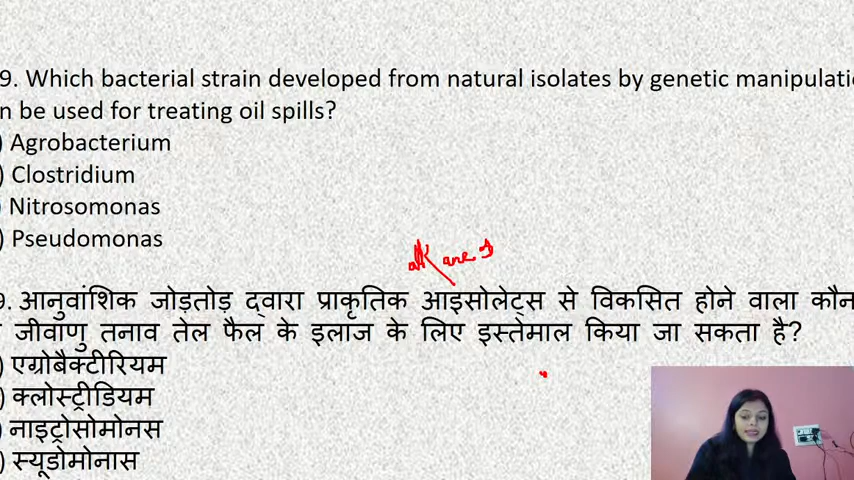 9. Which bacterial strain developed from natural isolates by genetic manipulatio
n be used for treating oil spills?
) Agrobacterium
) Clostridium
) Nitrosomonas
) Pseudomonas
alkanes
9. आनुवांशिक जोड़तोड़ द्वारा प्राकृतिक आइसोलेट्स से विकसित होने वाला कौन
जीवाणु तनाव तेल फैल के इलाज के लिए इस्तेमाल किया जा सकता है?
) एग्रोबैक्टीरियम
) क्लोस्ट्रीडियम
) नाइट्रोसोमोनस
) स्यूडोमोनास